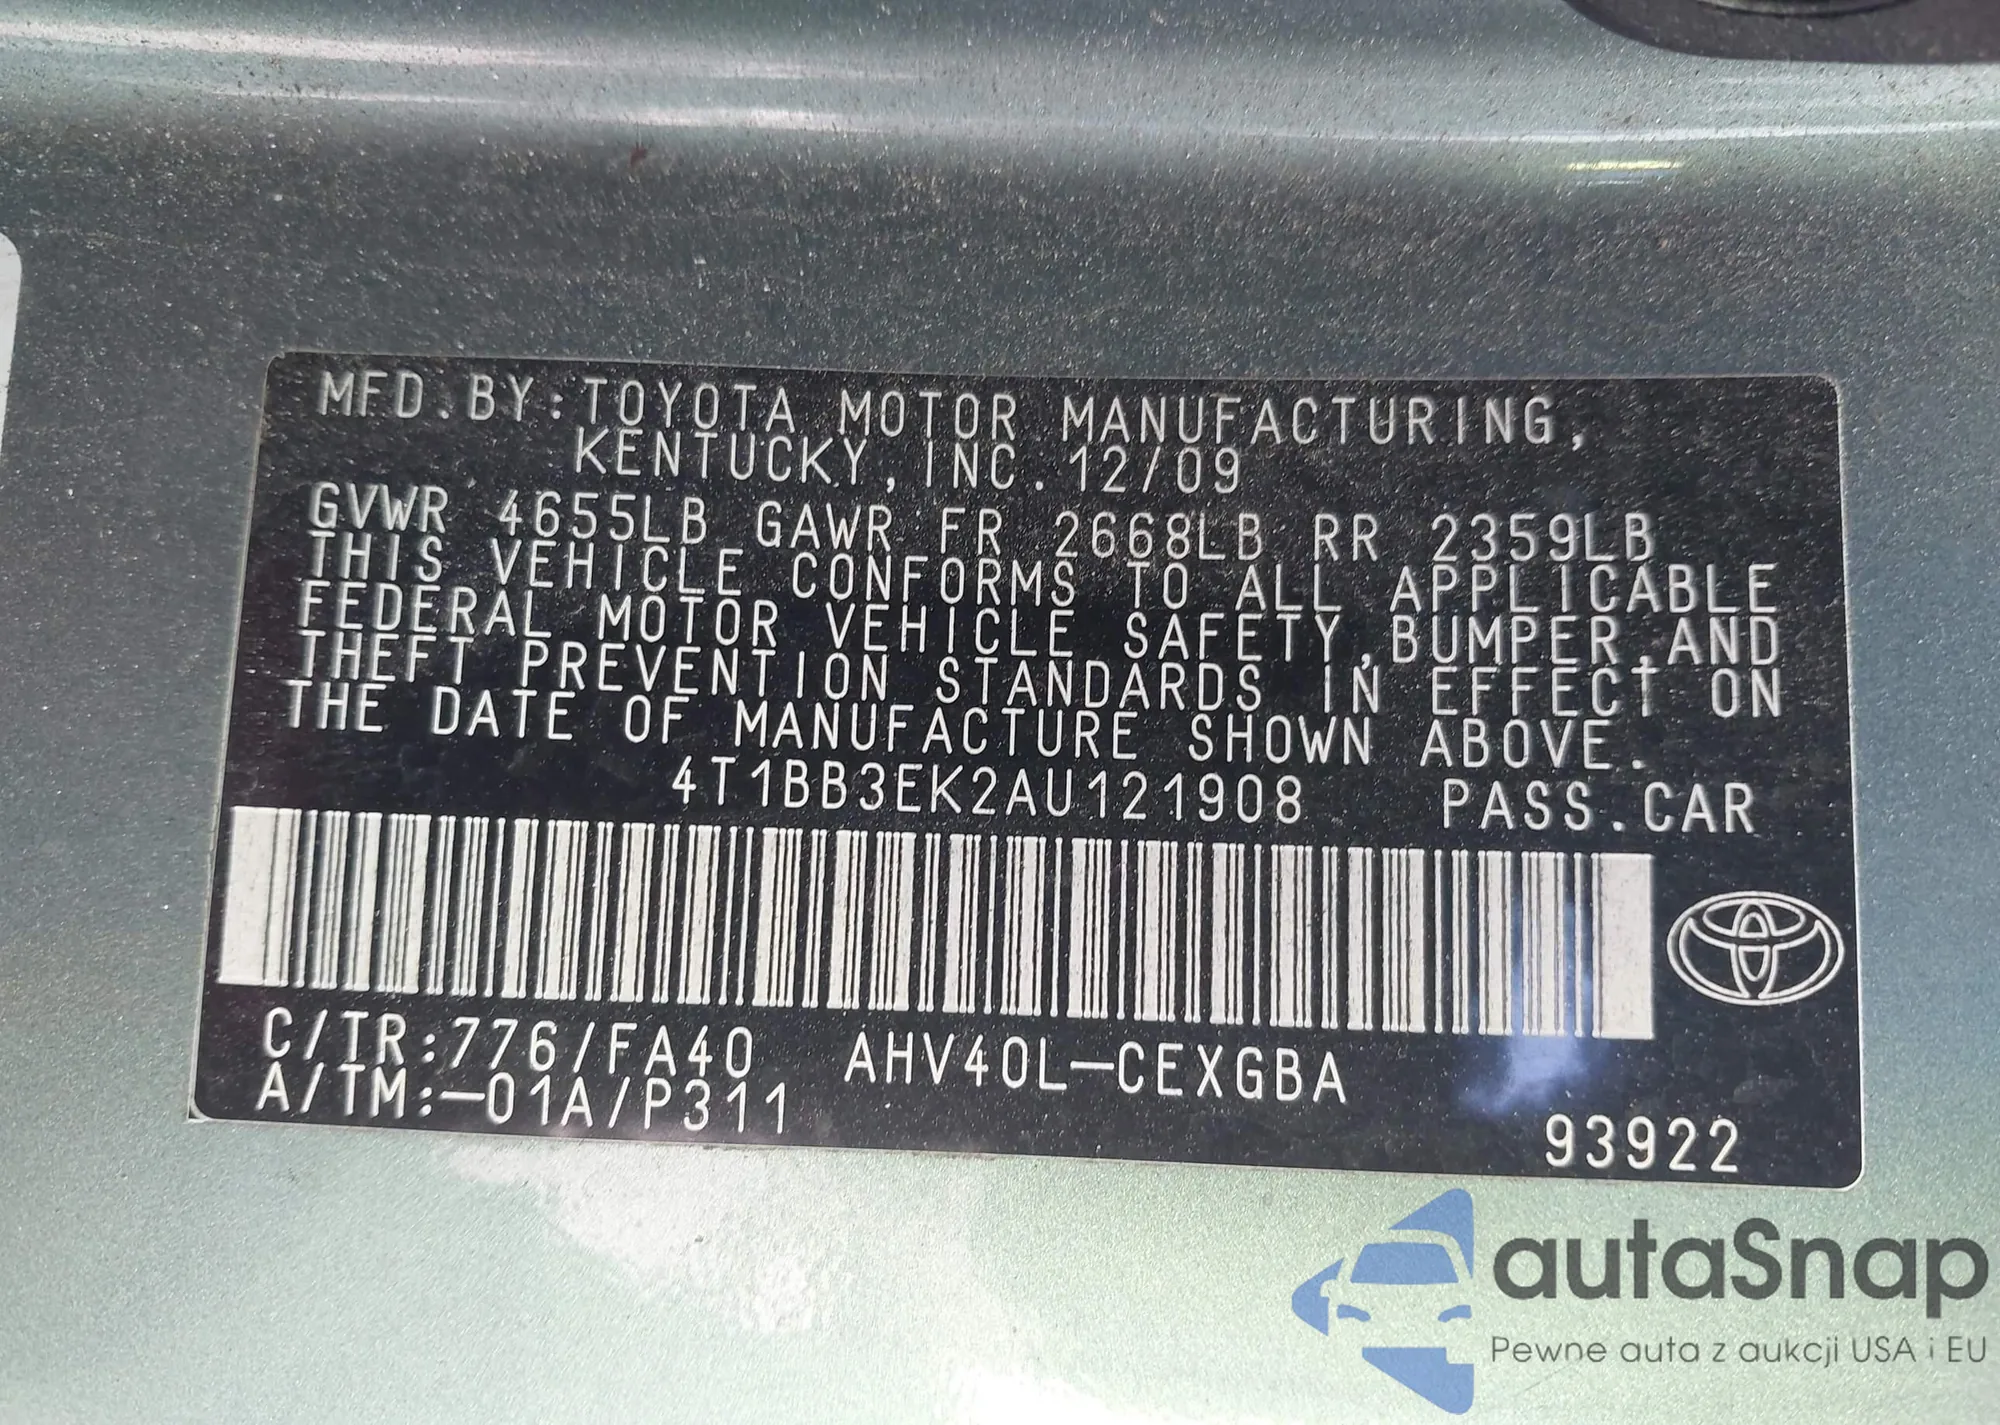 MFD.BY:TOYOTA MOTOR MANUFACTURING,
KENTUCKY,INC.12/09
GVWR 4655LB GAWR FR 2668LB RR 2359LB
THIS VEHICLE CONFORMS TO ALL APPLICABLE
FEDERAL MOTOR VEHICLE SAFETY,BUMPER,AND
THEFT PREVENTION STANDARDS IN EFFECT ON
THE DATE OF MANUFACTURE SHOWN ABOVE.
4T1BB3EK2AU121908 PASS.CAR
C/TR:776/FA40 AHV40L-CEXGBA
A/TM:-01A/P311
93922
autaSnap
Pewne auta z aukcji USA i EU